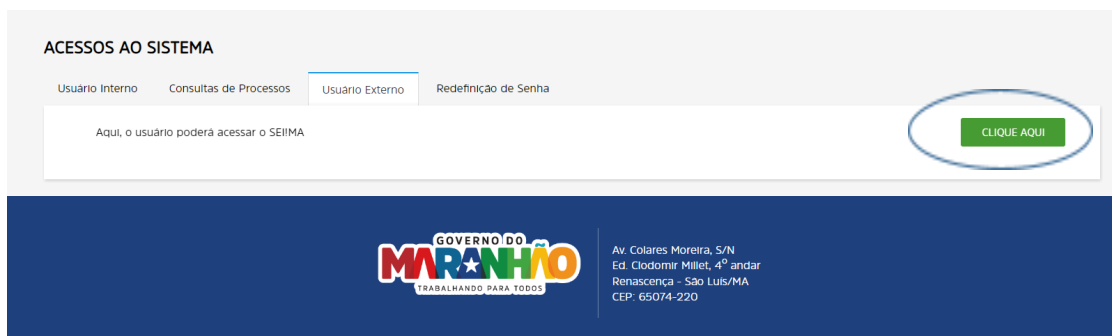 ACESSOS AO SISTEMA
Usuário Interno Consultas de Processos Usuário Externo Redefinição de Senha
Aqui, o usuário poderá acessar o SEI!MA
CLIQUE AQUI
GOVERNO DO
MARANHÃO
TRABALHANDO PARA TODOS
Av. Colares Moreira, S/N
Ed. Clodomir Millet, 4º andar
Renascença - São Luís/MA
CEP: 65074-220